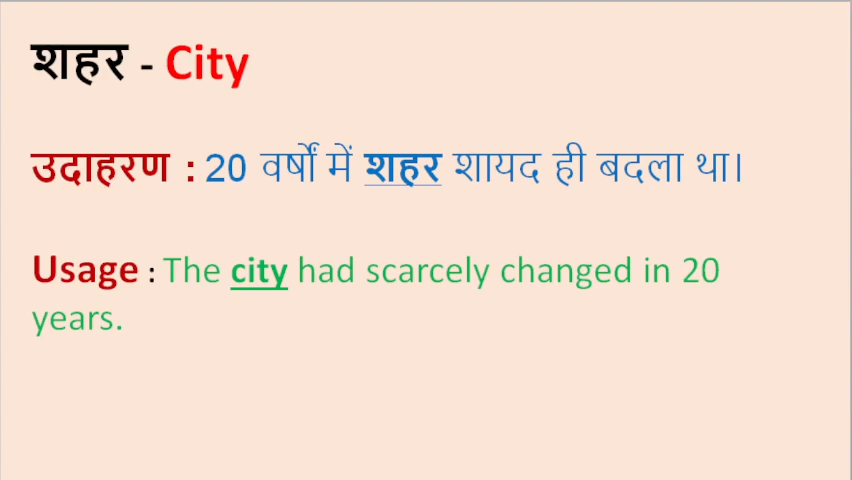 शहर - City
उदाहरण : 20 वर्षों में शहर शायद ही बदला था।
Usage : The city had scarcely changed in 20
years.